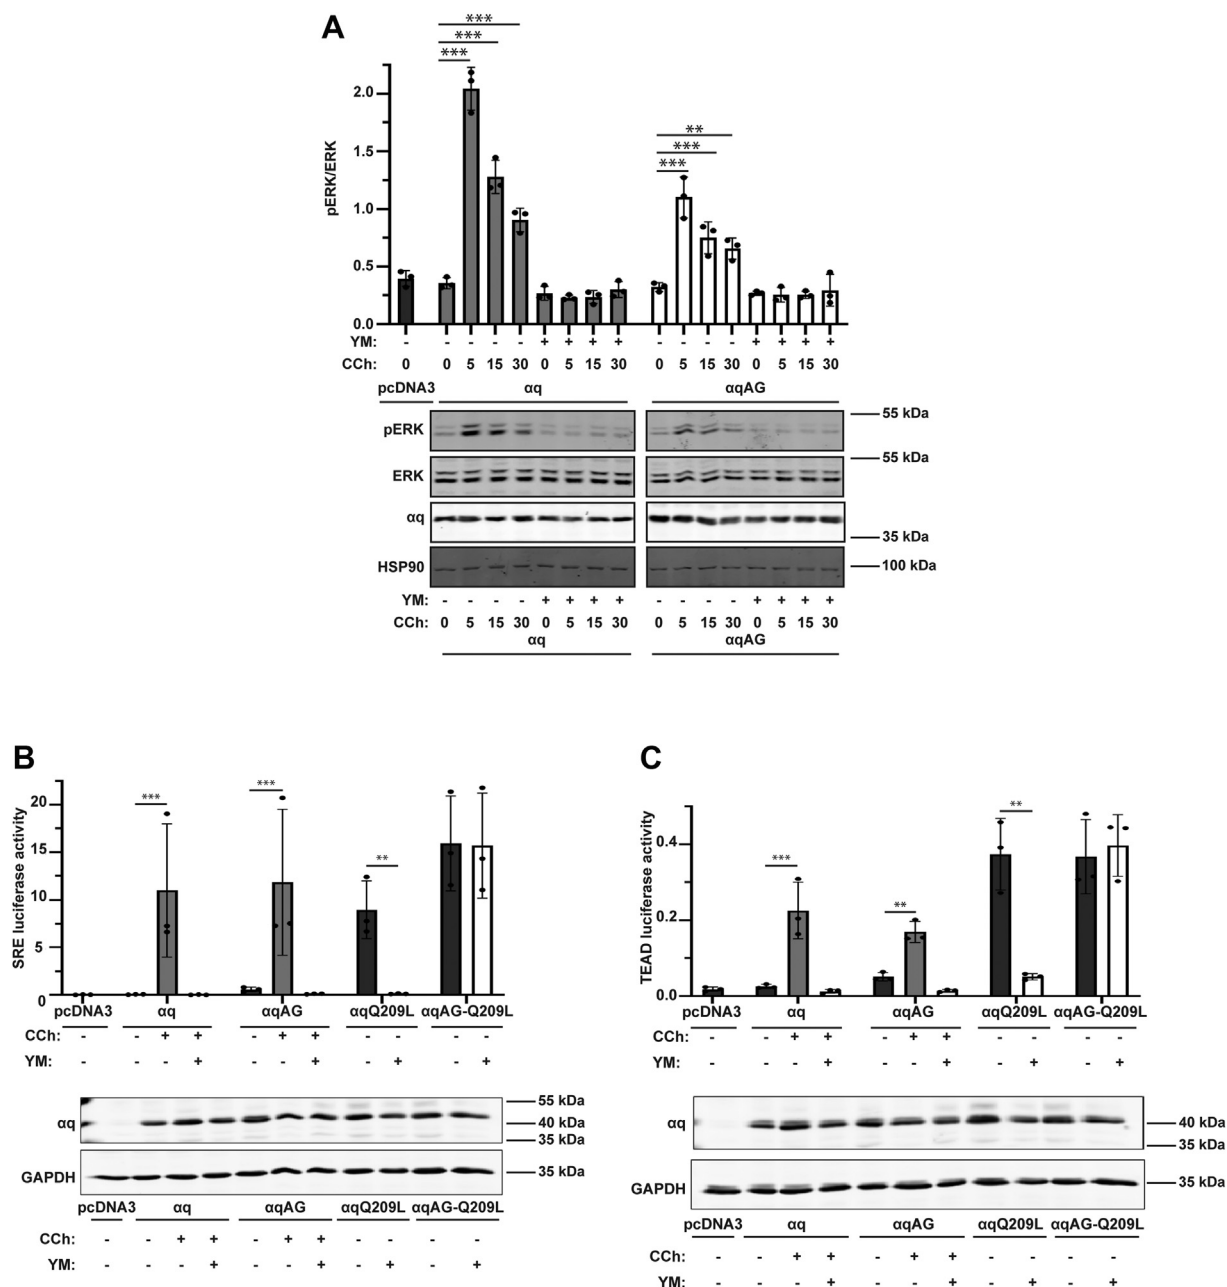 A
***
***
***
2.0
1.5
1.0
0.5
0.0
pERK/ERK
**
***
***
YM: - - - - - + + + + - - - - + + + +
CCh: 0 0 5 15 30 0 5 15 30 0 5 15 30 0 5 15 30
pcDNA3 αq αqAG
pERK 55 kDa
ERK 55 kDa
αq 35 kDa
HSP90 100 kDa
YM: - - - - + + + + - - - - + + + +
CCh: 0 5 15 30 0 5 15 30 0 5 15 30 0 5 15 30
αq αqAG
B
SRE luciferase activity
20
15
10
5
0
*** *** **
pcDNA3 αq αqAG αqQ209L αqAG-Q209L
CCh: - - + + - + + - - - -
YM: - - - + - - + - + - +
αq 55 kDa
40 kDa
35 kDa
GAPDH 35 kDa
pcDNA3 αq αqAG αqQ209L αqAG-Q209L
CCh: - - + + - + + - - - -
YM: - - - + - - + - + - +
C
TEAD luciferase activity
0.4
0.2
0.0
*** ** **
pcDNA3 αq αqAG αqQ209L αqAG-Q209L
CCh: - - + + - + + - - - -
YM: - - - + - - + - + - +
αq 40 kDa
35 kDa
GAPDH 35 kDa
pcDNA3 αq αqAG αqQ209L αqAG-Q209L
CCh: - - + + - + + - - - -
YM: - - - + - - + - + - +